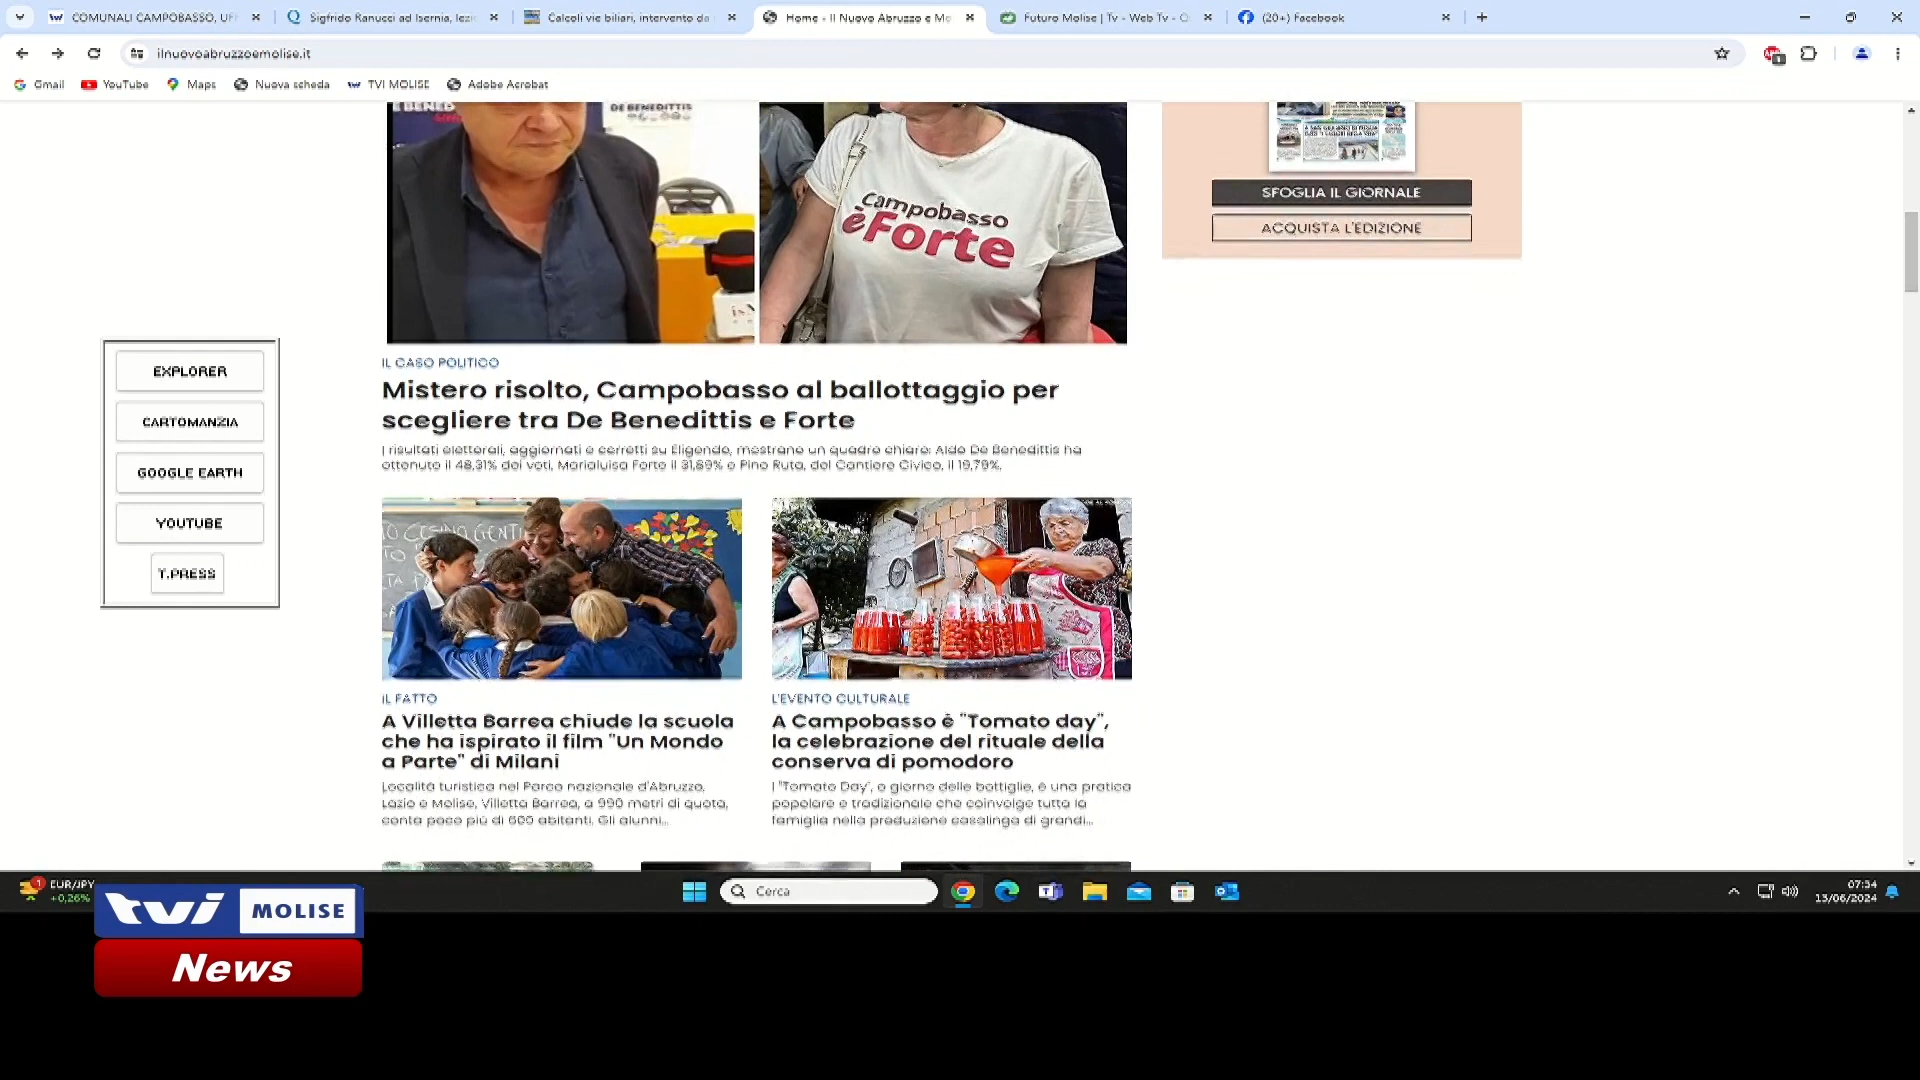 COMUNALI CAMPOBASSO, UF
Sigfrido Ranucci ad Isernia, lezi
Calcoli vie biliari, intervento da
Home - Il Nuovo Abruzzo e Mo
Futuro Molise | Tv - Web Tv - O
(20+) Facebook
ilnuovoabruzzoemolise.it
Gmail
YouTube
Maps
Nuova scheda
TVI MOLISE
Adobe Acrobat
DE BENEDITTIS
Campobasso
è Forte
SFOGLIA IL GIORNALE
ACQUISTA L'EDIZIONE
EXPLORER
CARTOMANZIA
GOOGLE EARTH
YOUTUBE
T.PRESS
IL CASO POLITICO
Mistero risolto, Campobasso al ballottaggio per
scegliere tra De Benedittis e Forte
I risultati elettorali, aggiornati e corretti su Eligendo, mostrano un quadro chiaro: Aldo De Benedittis ha
ottenuto il 48,31% dei voti, Marialuisa Forte il 31,89% e Pino Ruta, del Cantiere Civico, il 19,79%.
IL FATTO
A Villetta Barrea chiude la scuola
che ha ispirato il film "Un Mondo
a Parte" di Milani
Località turistica nel Parco nazionale d'Abruzzo,
Lazio e Molise, Villetta Barrea, a 990 metri di quota,
conta poco più di 600 abitanti. Gli alunni...
L'EVENTO CULTURALE
A Campobasso è "Tomato day",
la celebrazione del rituale della
conserva di pomodoro
I "Tomato Day", o giorno delle bottiglie, è una pratica
popolare e tradizionale che coinvolge tutta la
famiglia nella produzione casalinga di grandi...
1
EUR/JPY
+0,26%
Cerca
07:34
13/06/2024
tvi MOLISE
News